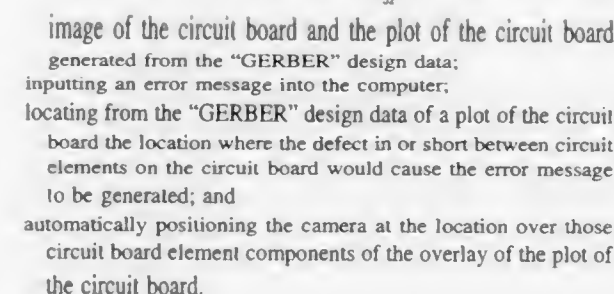 image of the circuit board and the plot of the circuit board
generated from the “GERBER” design data;
inputting an error message into the computer;
locating from the “GERBER” design data of a plot of the circuit
board the location where the defect in or short between circuit
elements on the circuit board would cause the error message
to be generated; and
automatically positioning the camera at the location over those
circuit board element components of the overlay of the plot of
the circuit board.